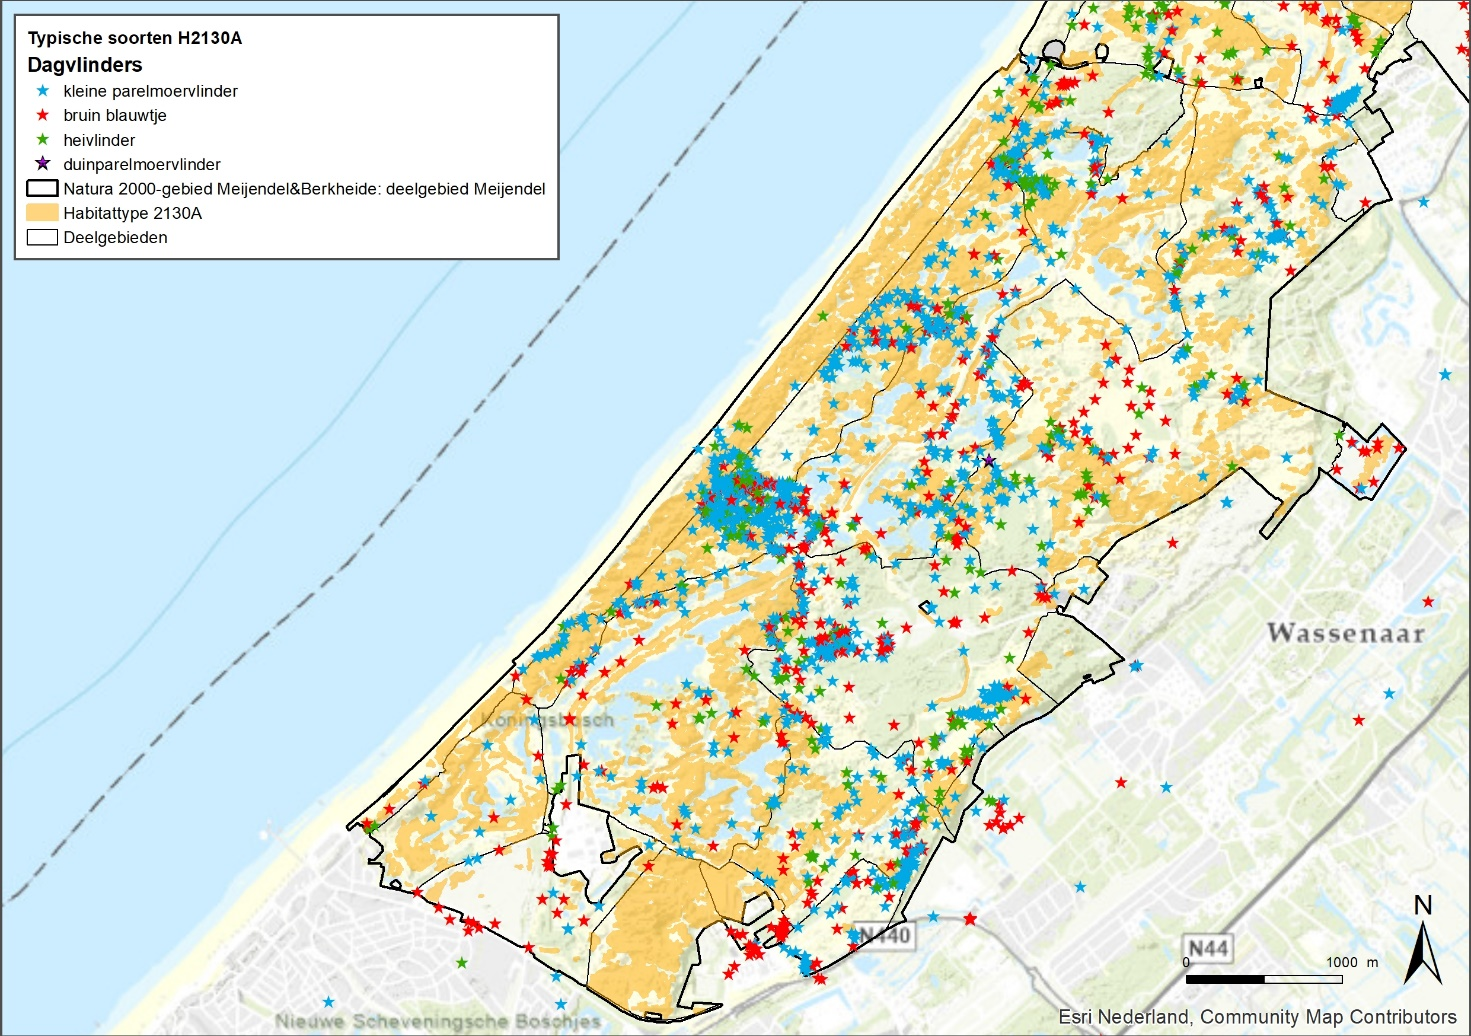 Typische soorten H2130A
Dagvlinders
kleine parelmoervlinder
bruin blauwtje
heivlinder
duinparelmoervlinder
Natura 2000-gebied Meijendel&Berkheide: deelgebied Meijendel
Habitattype 2130A
Deelgebieden
Wassenaar
Koningsbosch
N440
N44
N
0 1000 m
Nieuwe Scheveningsche Boschjes
Esri Nederland, Community Map Contributors